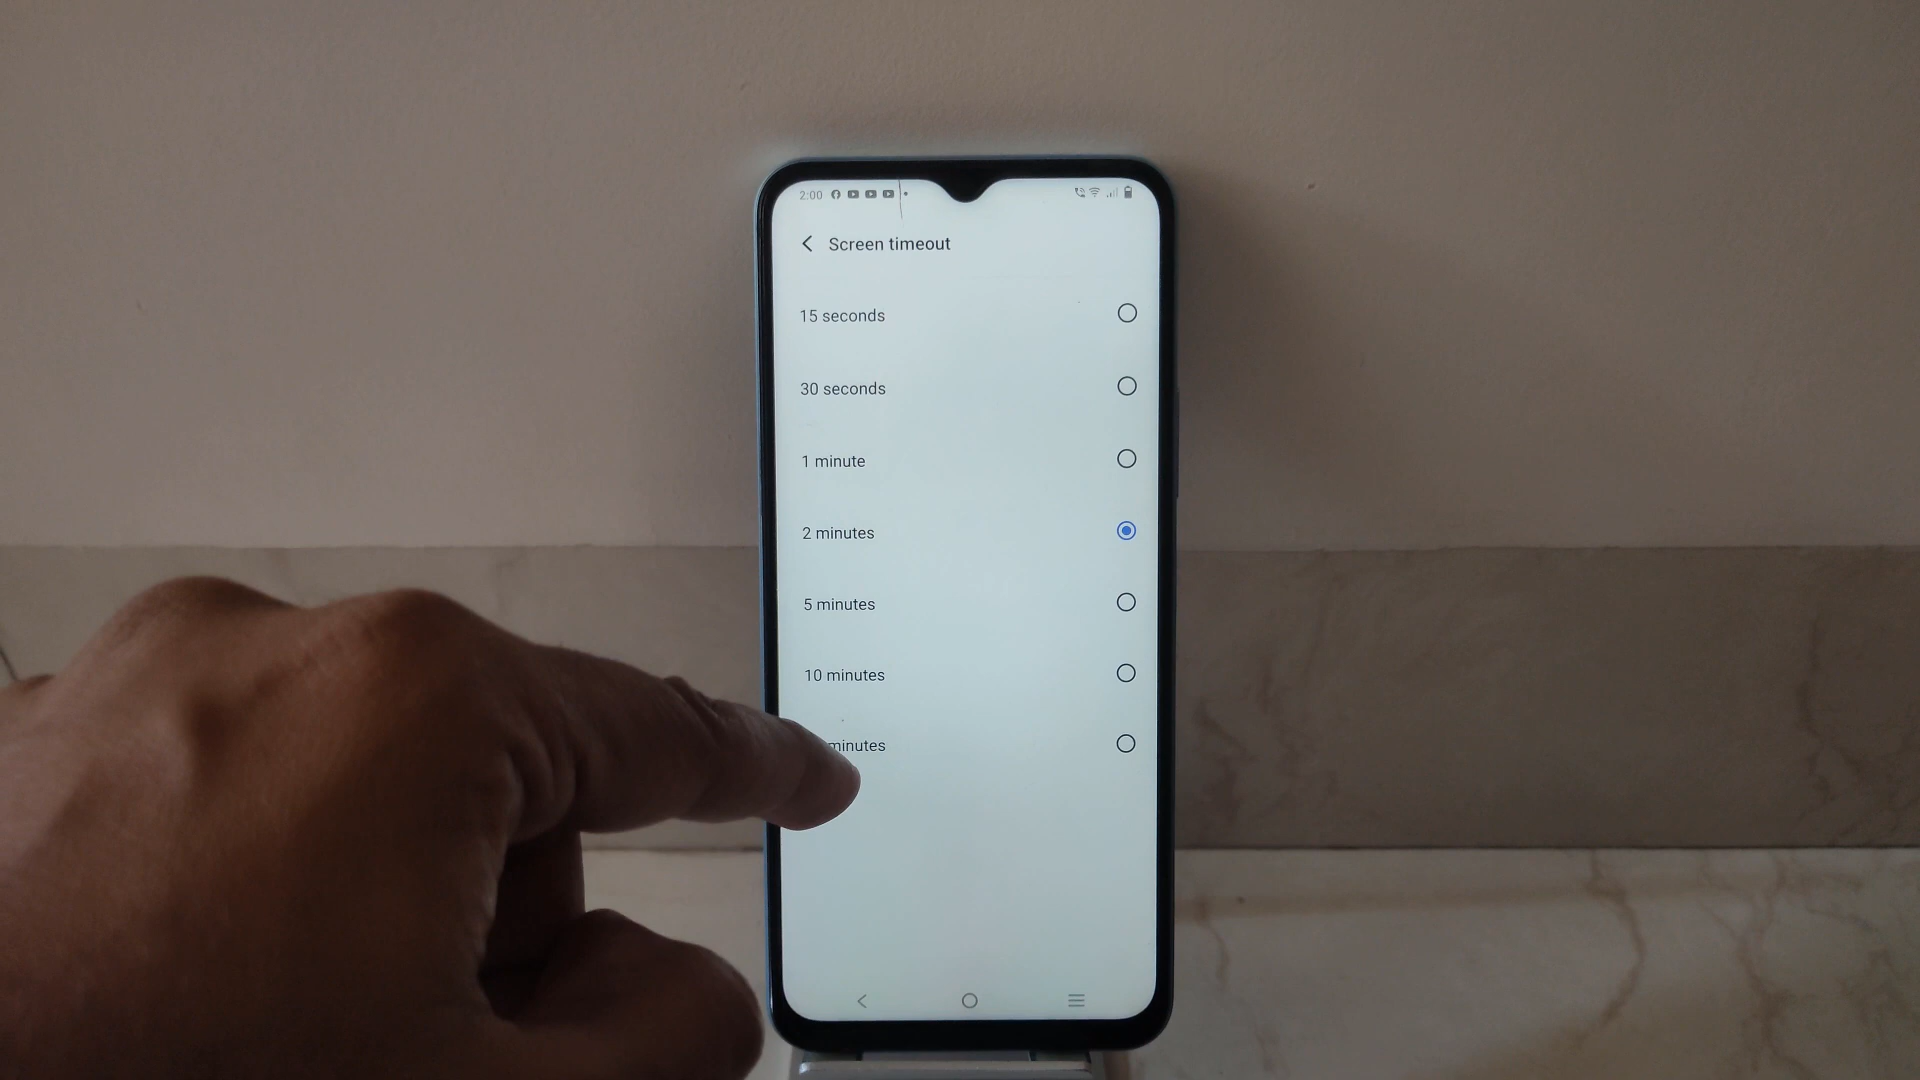 2:00
Screen timeout
15 seconds
30 seconds
1 minute
2 minutes
5 minutes
10 minutes
minutes